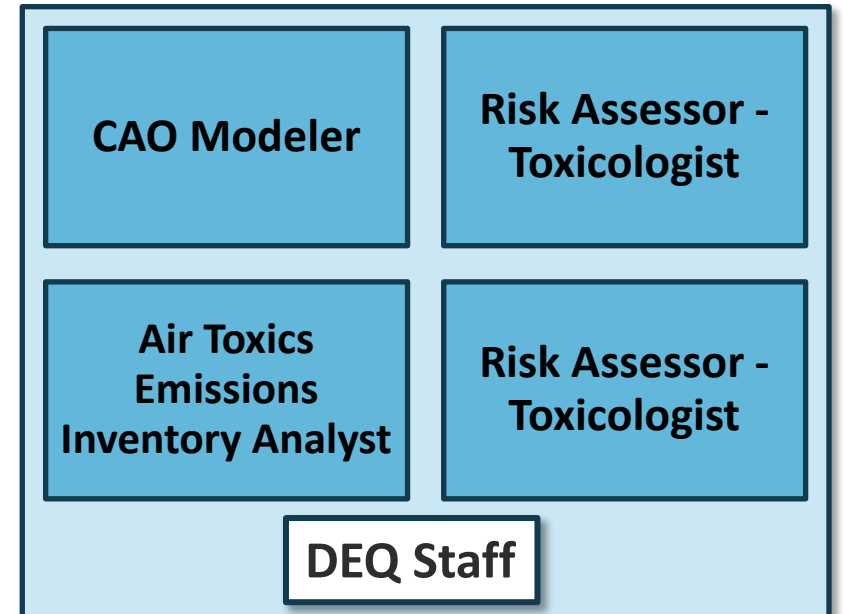 CAO Modeler
Risk Assessor -
Toxicologist
Air Toxics
Emissions
Inventory Analyst
Risk Assessor -
Toxicologist
DEQ Staff